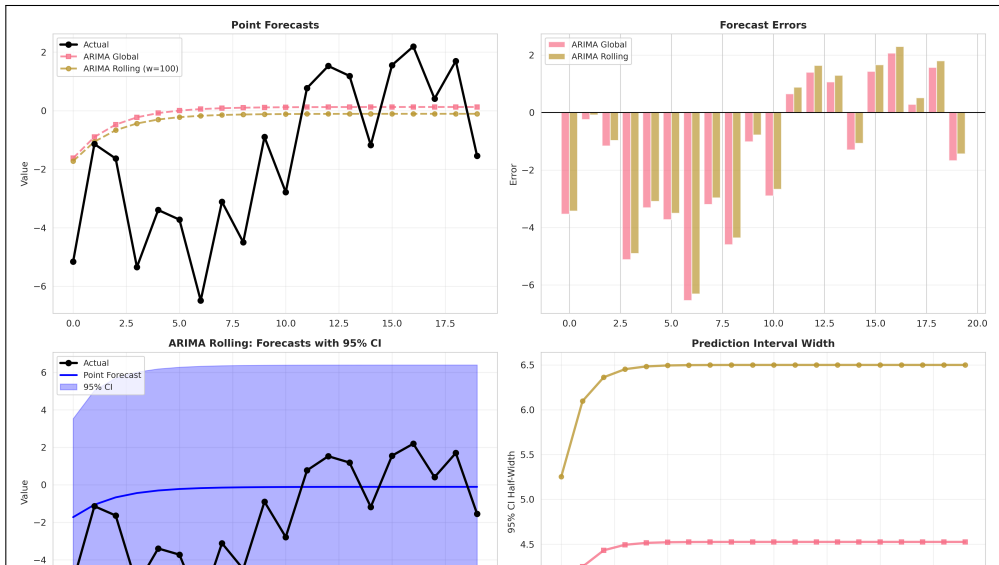 Point Forecasts
Actual
ARIMA Global
ARIMA Rolling (w=100)
Value
2
0
−2
−4
−6
0.0 2.5 5.0 7.5 10.0 12.5 15.0 17.5
Forecast Errors
ARIMA Global
ARIMA Rolling
Error
2
0
−2
−4
−6
0.0 2.5 5.0 7.5 10.0 12.5 15.0 17.5 20.0
ARIMA Rolling: Forecasts with 95% CI
Actual
Point Forecast
95% CI
Value
6
4
2
0
−2
−4
Prediction Interval Width
95% CI Half-Width
6.5
6.0
5.5
5.0
4.5